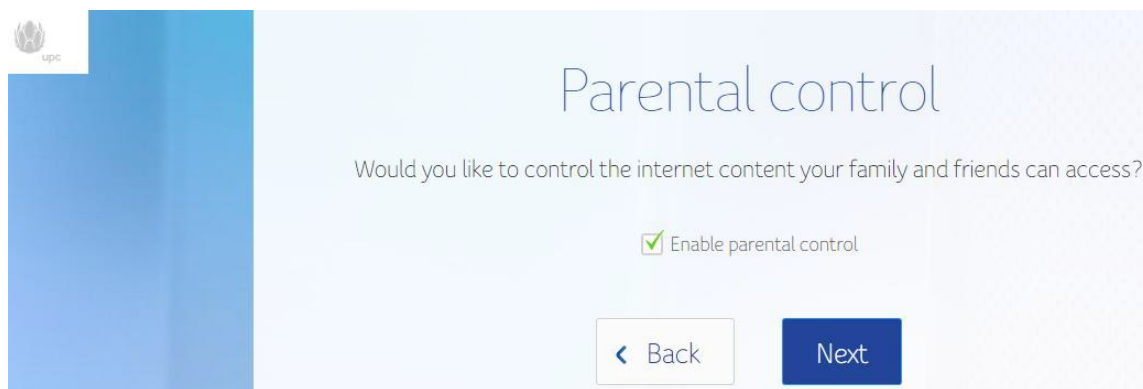 upc
Parental control
Would you like to control the internet content your family and friends can access?
Enable parental control
Back
Next